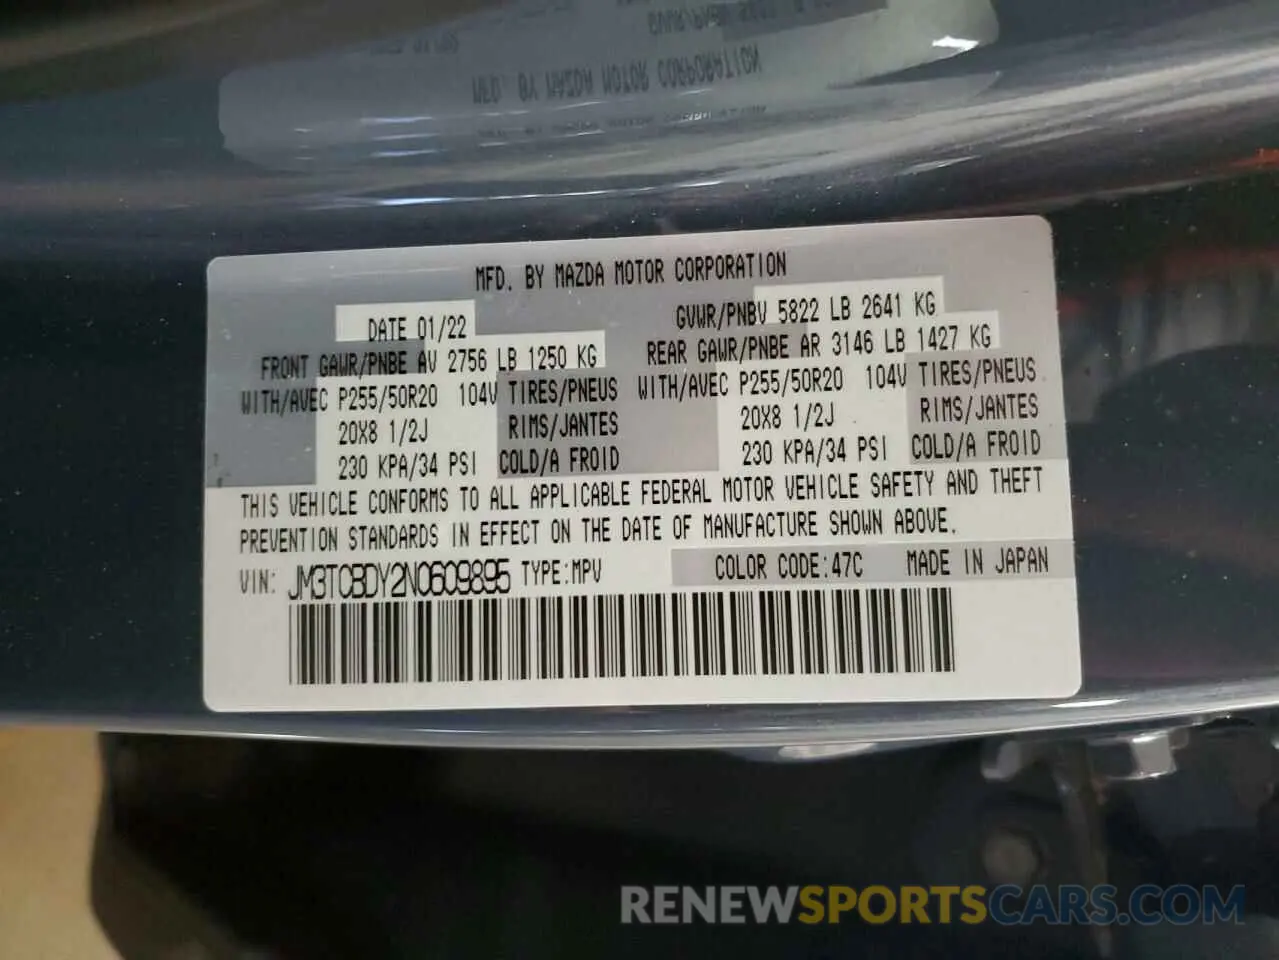 MFD. BY MAZDA MOTOR CORPORATION
DATE 01/22 GVWR/PNBV 5822 LB 2641 KG
FRONT GAWR/PNBE AV 2756 LB 1250 KG REAR GAWR/PNBE AR 3146 LB 1427 KG
WITH/AVEC P255/50R20 104V TIRES/PNEUS WITH/AVEC P255/50R20 104V TIRES/PNEUS
20X8 1/2J RIMS/JANTES 20X8 1/2J RIMS/JANTES
230 KPA/34 PSI COLD/A FROID 230 KPA/34 PSI COLD/A FROID
THIS VEHICLE CONFORMS TO ALL APPLICABLE FEDERAL MOTOR VEHICLE SAFETY AND THEFT
PREVENTION STANDARDS IN EFFECT ON THE DATE OF MANUFACTURE SHOWN ABOVE.
VIN: JM3TCBDY2N0609895 TYPE:MPV COLOR CODE:47C MADE IN JAPAN
RENEWSPORTSCARS.COM